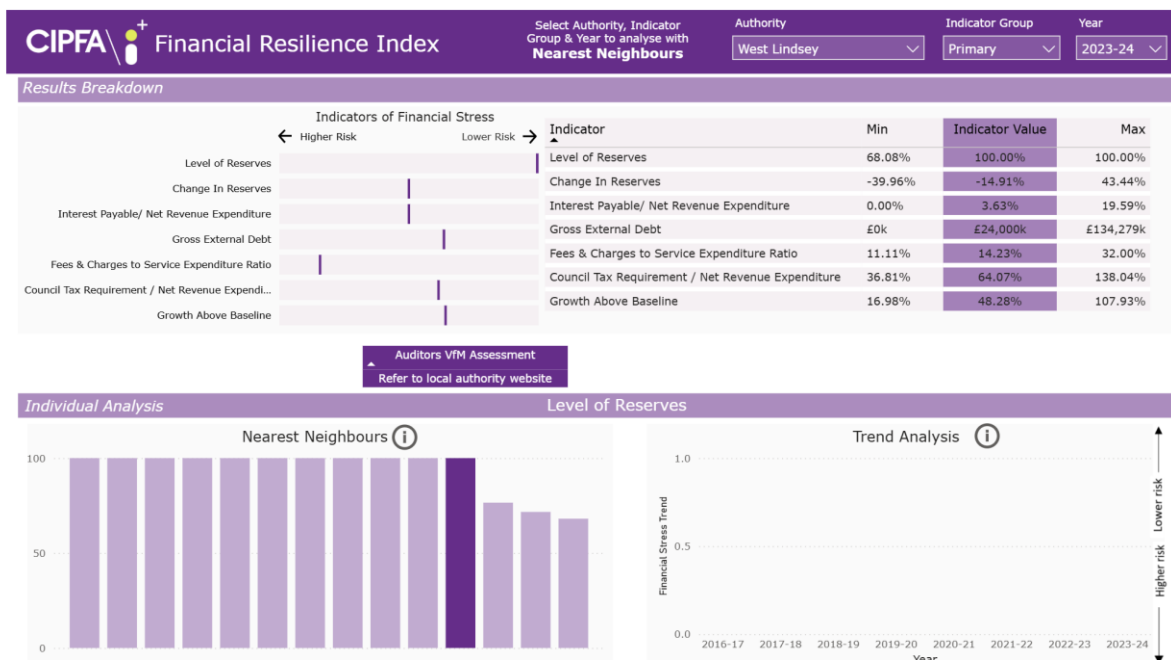 CIPFA\i+ Financial Resilience Index
Select Authority, Indicator
Group & Year to analyse with
Nearest Neighbours
Authority
West Lindsey
Indicator Group
Primary
Year
2023-24
Results Breakdown
Indicators of Financial Stress
← Higher Risk
Lower Risk →
Level of Reserves
Change In Reserves
Interest Payable/ Net Revenue Expenditure
Gross External Debt
Fees & Charges to Service Expenditure Ratio
Council Tax Requirement / Net Revenue Expendi...
Growth Above Baseline
Indicator Min Indicator Value Max
Level of Reserves 68.08% 100.00% 100.00%
Change In Reserves -39.96% -14.91% 43.44%
Interest Payable/ Net Revenue Expenditure 0.00% 3.63% 19.59%
Gross External Debt £0k £24,000k £134,279k
Fees & Charges to Service Expenditure Ratio 11.11% 14.23% 32.00%
Council Tax Requirement / Net Revenue Expenditure 36.81% 64.07% 138.04%
Growth Above Baseline 16.98% 48.28% 107.93%
Auditors VfM Assessment
Refer to local authority website
Individual Analysis
Level of Reserves
Nearest Neighbours i
100
50
0
Trend Analysis i
Financial Stress Trend
1.0
0.5
0.0
2016-17 2017-18 2018-19 2019-20 2020-21 2021-22 2022-23 2023-24
Year
Lower risk
Higher risk